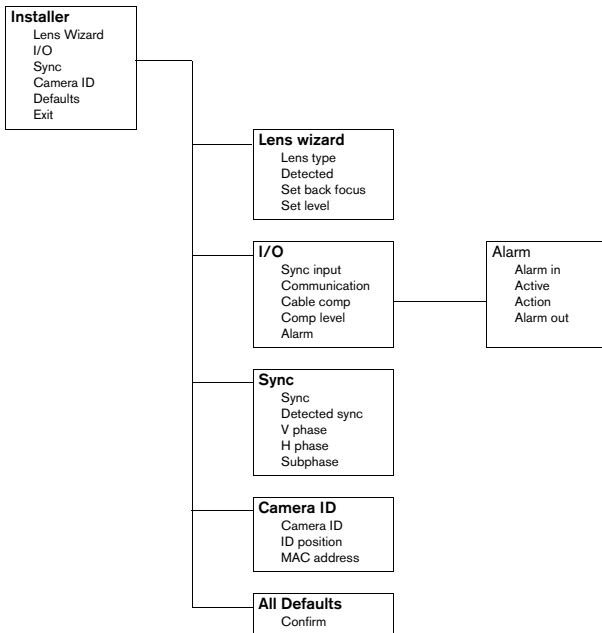 Installer
Lens Wizard
I/O
Sync
Camera ID
Defaults
Exit
Lens wizard
Lens type
Detected
Set back focus
Set level
I/O
Sync input
Communication
Cable comp
Comp level
Alarm
Alarm
Alarm in
Active
Action
Alarm out
Sync
Sync
Detected sync
V phase
H phase
Subphase
Camera ID
Camera ID
ID position
MAC address
All Defaults
Confirm